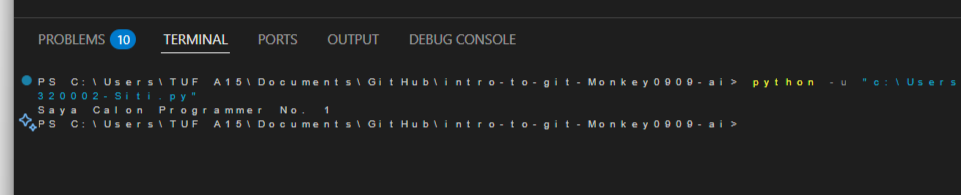 PROBLEMS 10 TERMINAL PORTS OUTPUT DEBUG CONSOLE
PS C:\Users\TUF A15\Documents\GitHub\intro-to-git-Monkey0909-ai> python -u "c:\Users
320002-Siti.py"
Saya Calon Programmer No. 1
PS C:\Users\TUF A15\Documents\GitHub\intro-to-git-Monkey0909-ai>